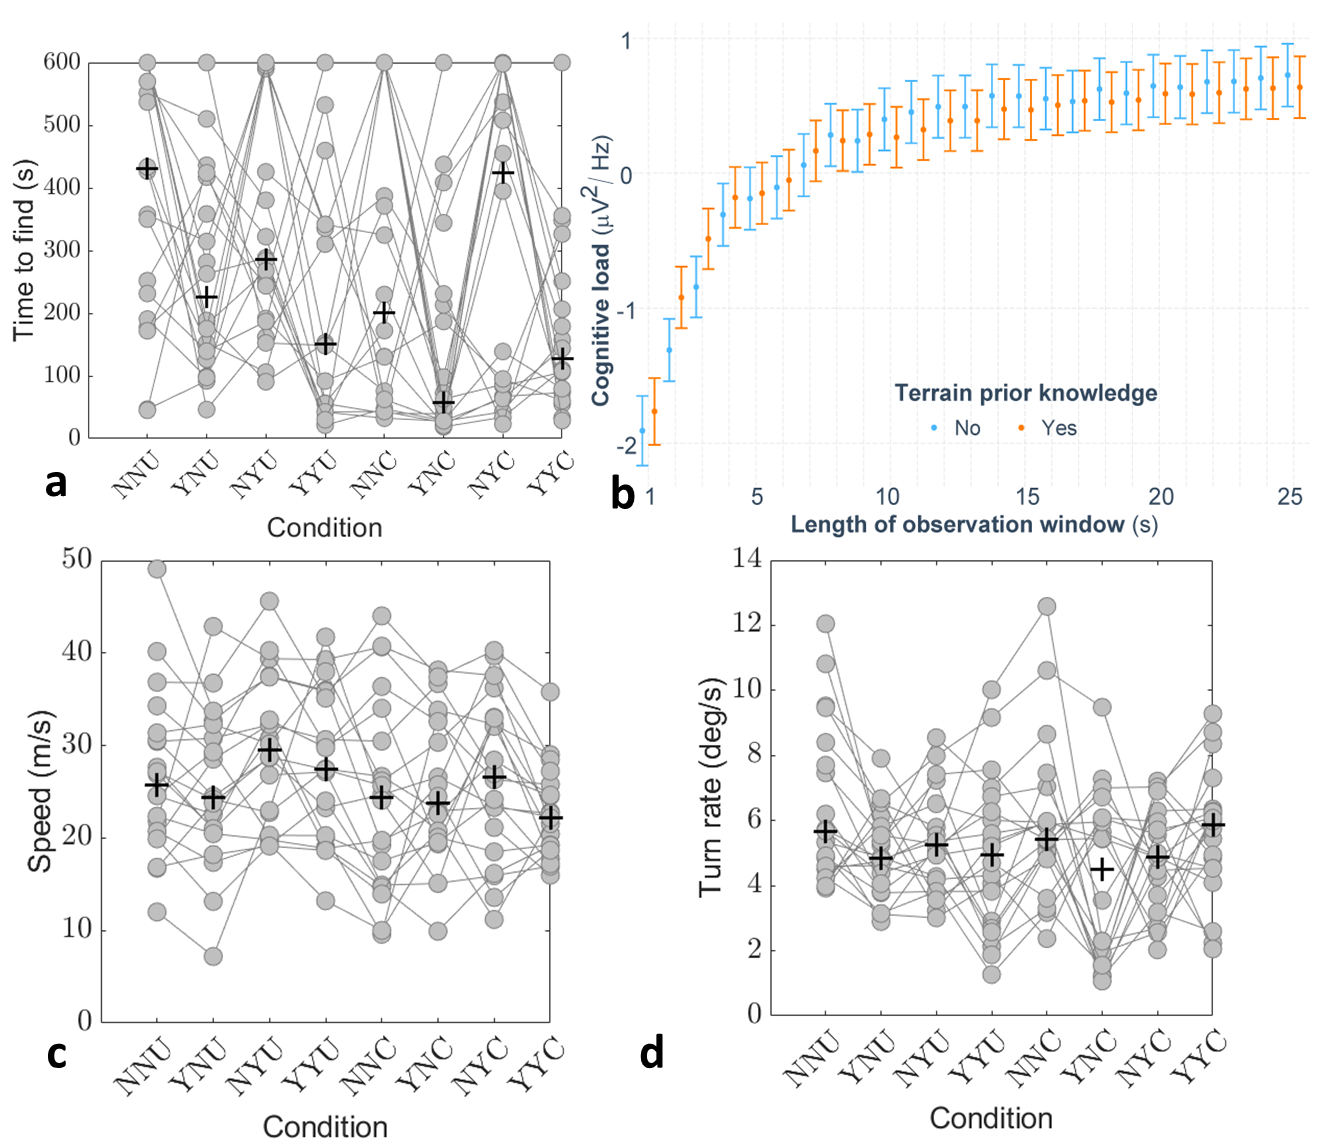 Time to find (s)
600
500
400
300
200
100
0
NNU YNU NYU YYU NNC YNC NYC YYC
Condition
a
Cognitive load (μV²/ Hz)
1
0
-1
-2
Terrain prior knowledge
No Yes
1 5 10 15 20 25
Length of observation window (s)
b
Speed (m/s)
50
40
30
20
10
0
NNU YNU NYU YYU NNC YNC NYC YYC
Condition
c
Turn rate (deg/s)
14
12
10
8
6
4
2
0
NNU YNU NYU YYU NNC YNC NYC YYC
Condition
d